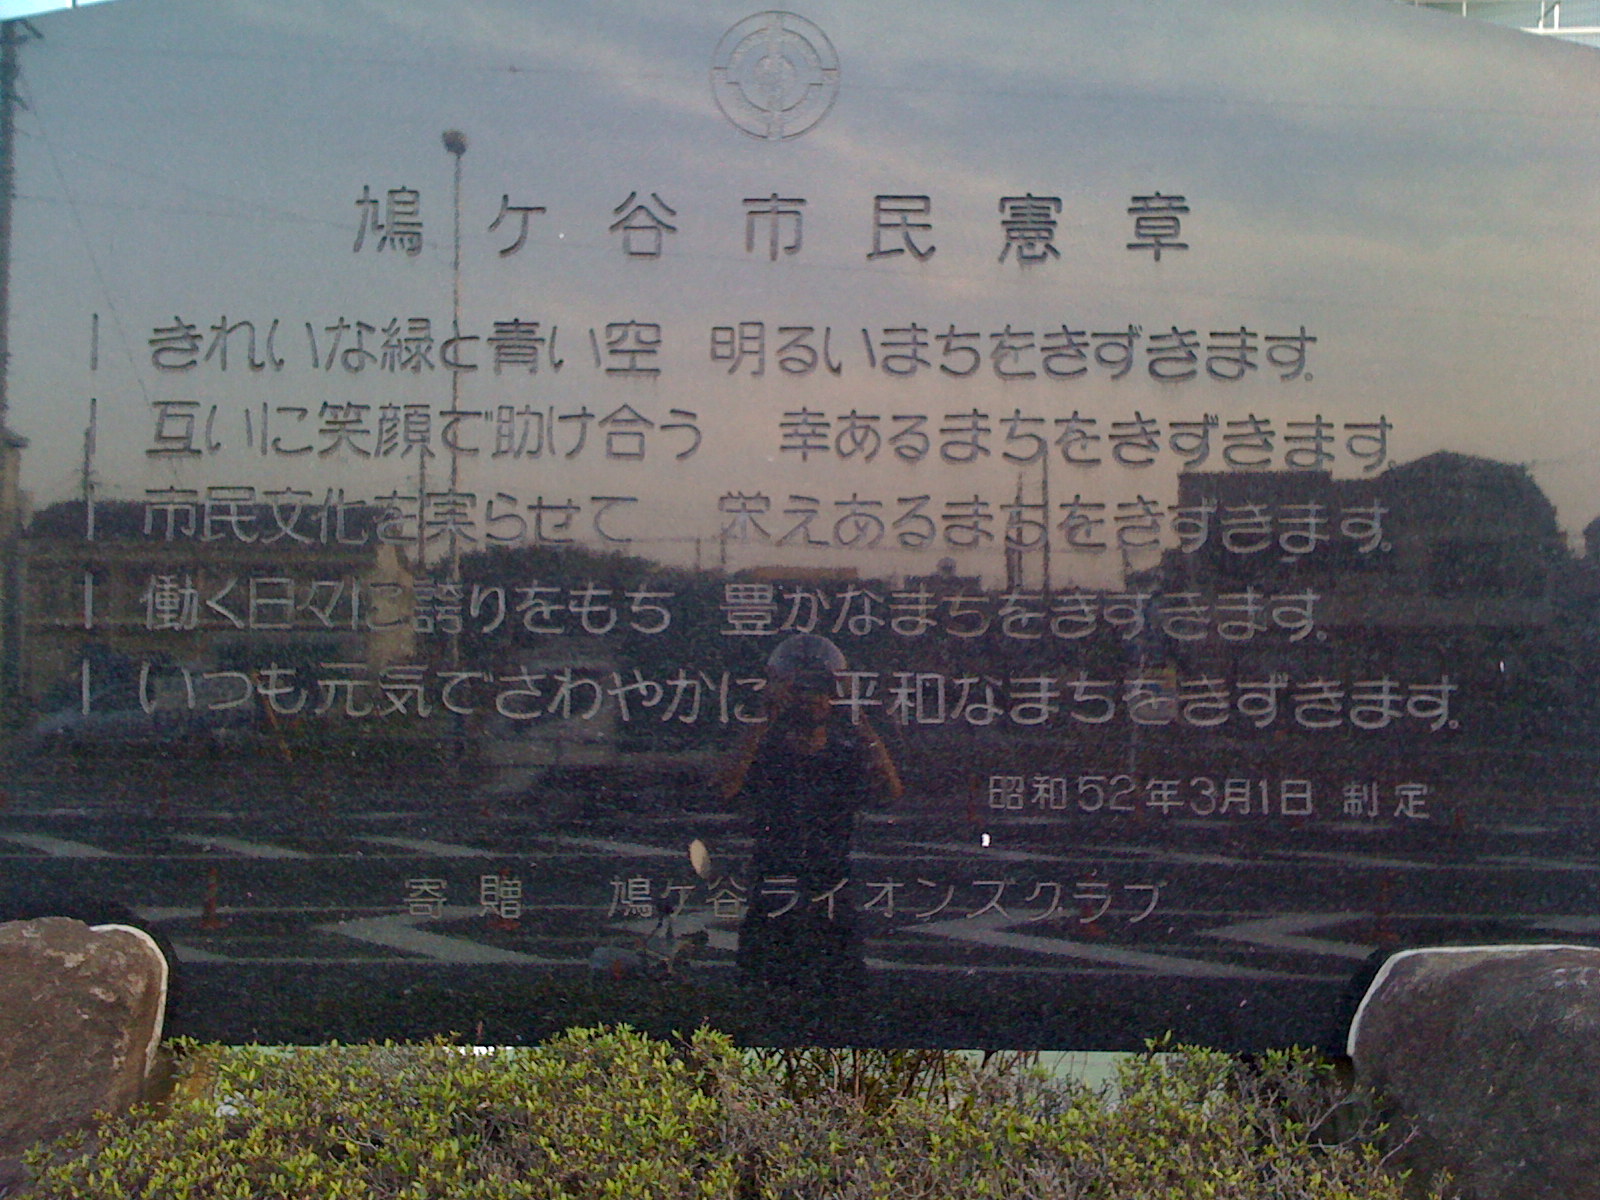 鳩ケ谷市民憲章
| きれいな緑と青い空 明るいまちをきずきます。
| 互いに笑顔で助け合う 幸あるまちをきずきます
| 市民文化を実らせて 栄えあるまちをきずきます。
| 働く日々に誇りをもち 豊かなまちをきずきます。
| いつも元気でさわやかに 平和なまちをきずきます。
昭和52年3月1日 制定
寄贈 鳩ケ谷ライオンズクラブ